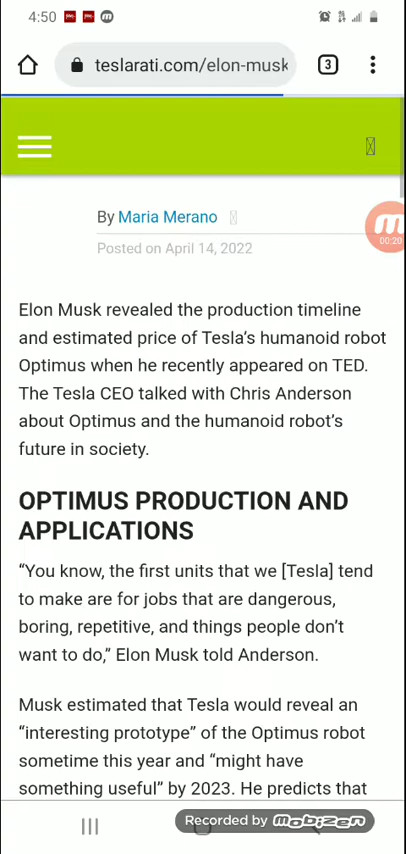 4:50
teslarati.com/elon-musk
3
By Maria Merano
Posted on April 14, 2022
00:20
Elon Musk revealed the production timeline
and estimated price of Tesla's humanoid robot
Optimus when he recently appeared on TED.
The Tesla CEO talked with Chris Anderson
about Optimus and the humanoid robot's
future in society.
OPTIMUS PRODUCTION AND
APPLICATIONS
“You know, the first units that we [Tesla] tend
to make are for jobs that are dangerous,
boring, repetitive, and things people don't
want to do,” Elon Musk told Anderson.
Musk estimated that Tesla would reveal an
“interesting prototype” of the Optimus robot
sometime this year and “might have
something useful” by 2023. He predicts that
Recorded by mobizen